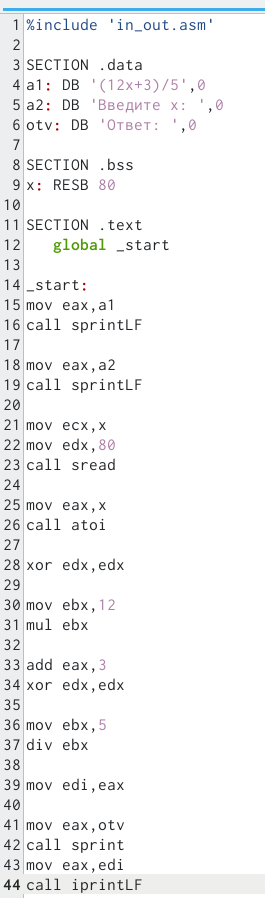 1 %include 'in_out.asm'
2
3 SECTION .data
4 a1: DB '(12x+3)/5',0
5 a2: DB 'Введите x: ',0
6 otv: DB 'Ответ: ',0
7
8 SECTION .bss
9 x: RESB 80
10
11 SECTION .text
12    global _start
13
14 _start:
15 mov eax,a1
16 call sprintLF
17
18 mov eax,a2
19 call sprintLF
20
21 mov ecx,x
22 mov edx,80
23 call sread
24
25 mov eax,x
26 call atoi
27
28 xor edx,edx
29
30 mov ebx,12
31 mul ebx
32
33 add eax,3
34 xor edx,edx
35
36 mov ebx,5
37 div ebx
38
39 mov edi,eax
40
41 mov eax,otv
42 call sprint
43 mov eax,edi
44 call iprintLF